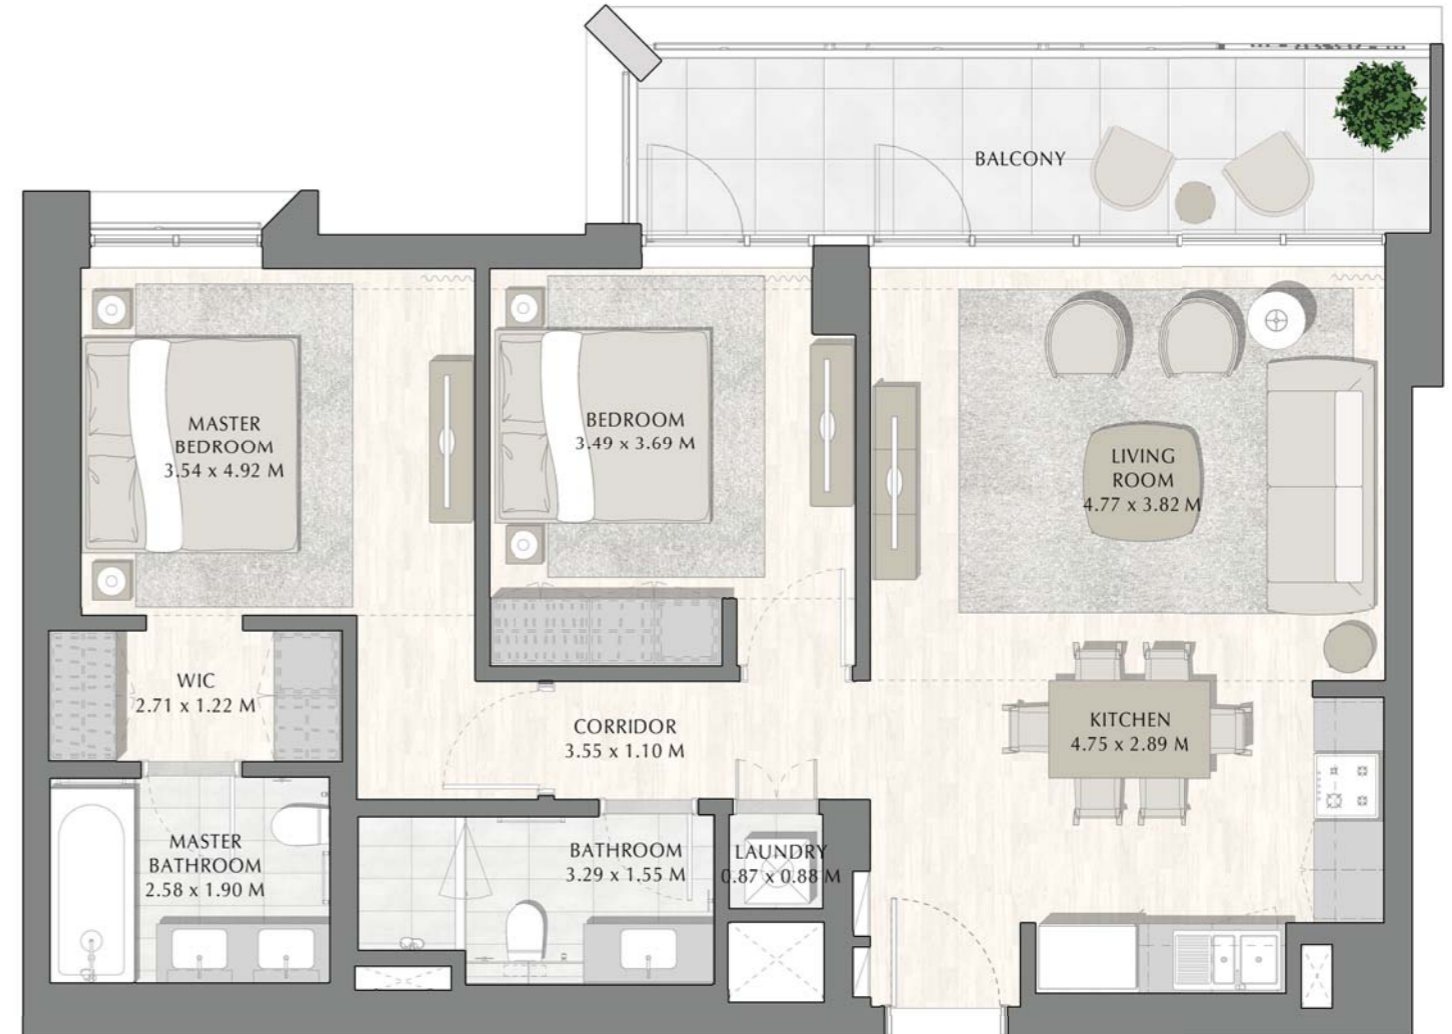 BALCONY
MASTER
BEDROOM
3.54 x 4.92 M
BEDROOM
3.49 x 3.69 M
LIVING
ROOM
4.77 x 3.82 M
WIC
2.71 x 1.22 M
CORRIDOR
3.55 x 1.10 M
KITCHEN
4.75 x 2.89 M
MASTER
BATHROOM
2.58 x 1.90 M
BATHROOM
3.29 x 1.55 M
LAUNDRY
0.87 x 0.88 M